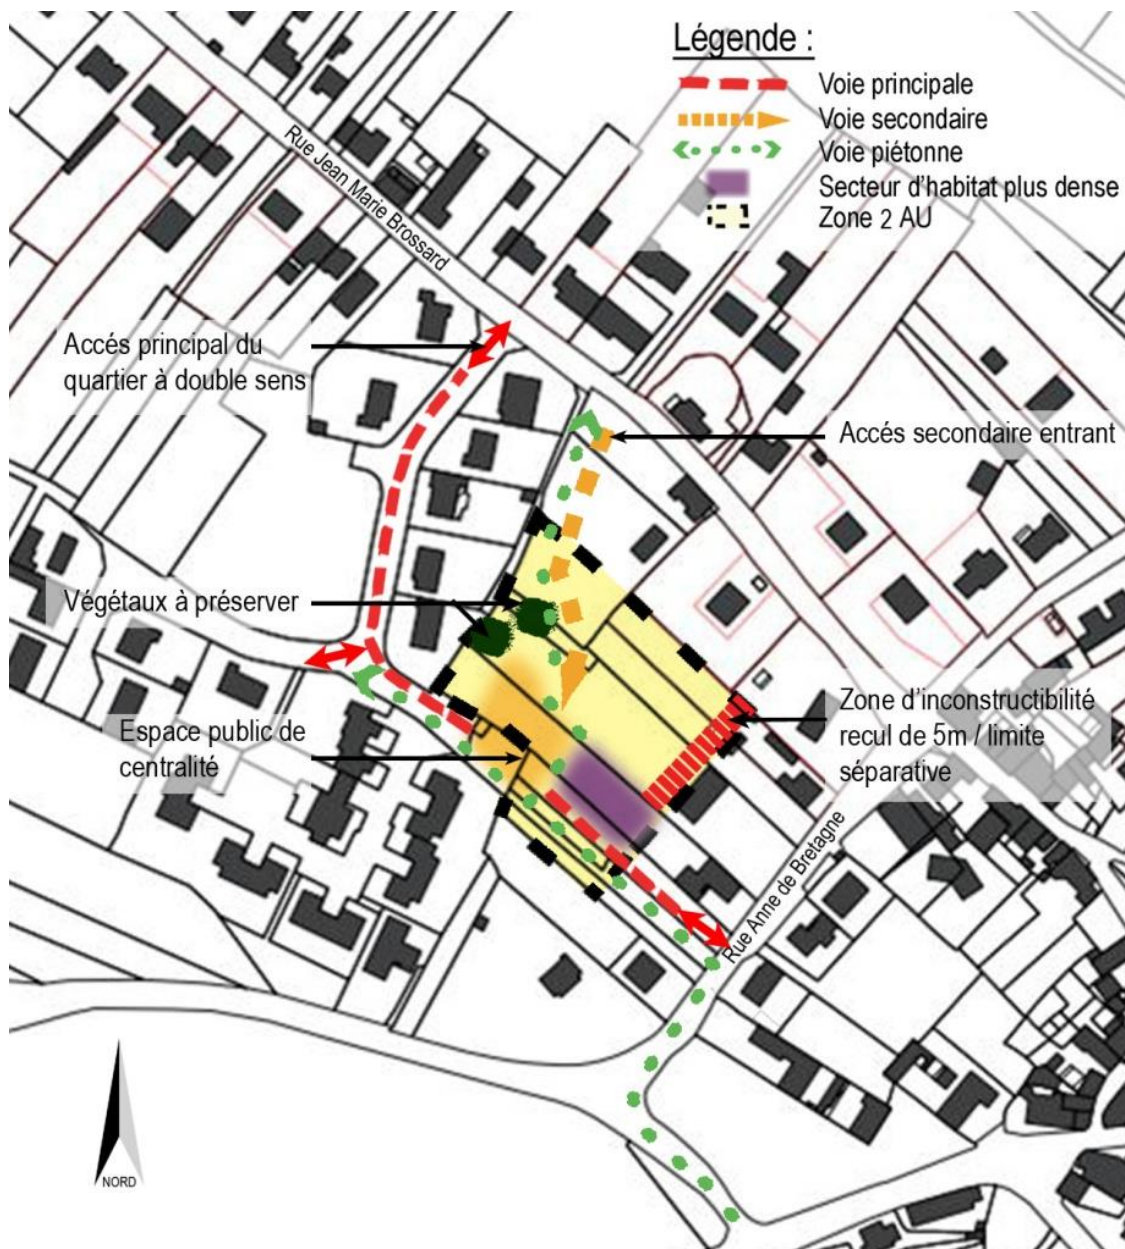 Légende :
Voie principale
Voie secondaire
Voie piétonne
Secteur d'habitat plus dense
Zone 2 AU
Rue Jean Marie Brossard
Accés principal du
quartier à double sens
Accés secondaire entrant
Végétaux à préserver
Zone d'inconstructibilité
recul de 5m / limite
séparative
Espace public de
centralité
Rue Anne de Bretagne
NORD